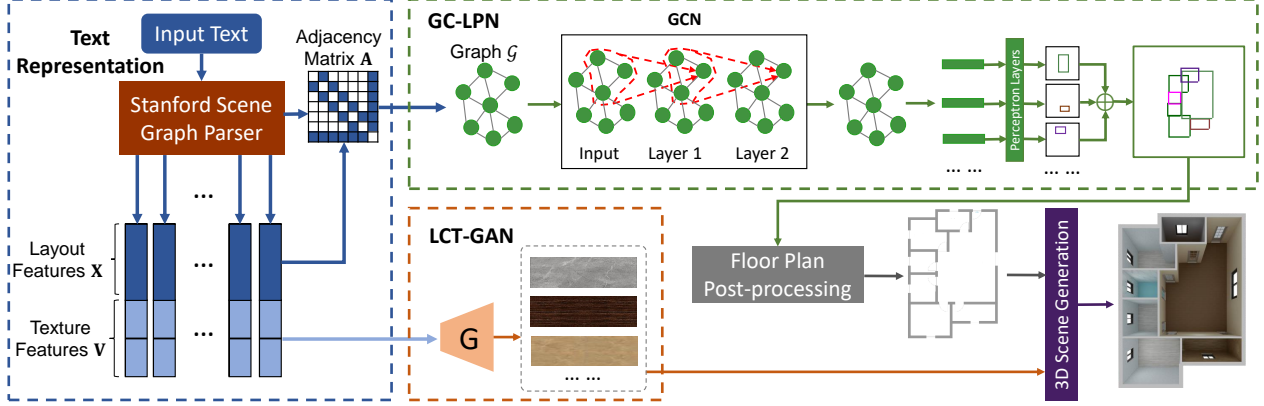 Text
Representation
Input Text
Stanford Scene
Graph Parser
Adjacency
Matrix A
...
Layout
Features X
...
Texture
Features V
...
GC-LPN
Graph 𝒢
GCN
Input
Layer 1
Layer 2
... ...
Perceptron Layers
... ...
LCT-GAN
G
... ...
Floor Plan
Post-processing
3D Scene Generation